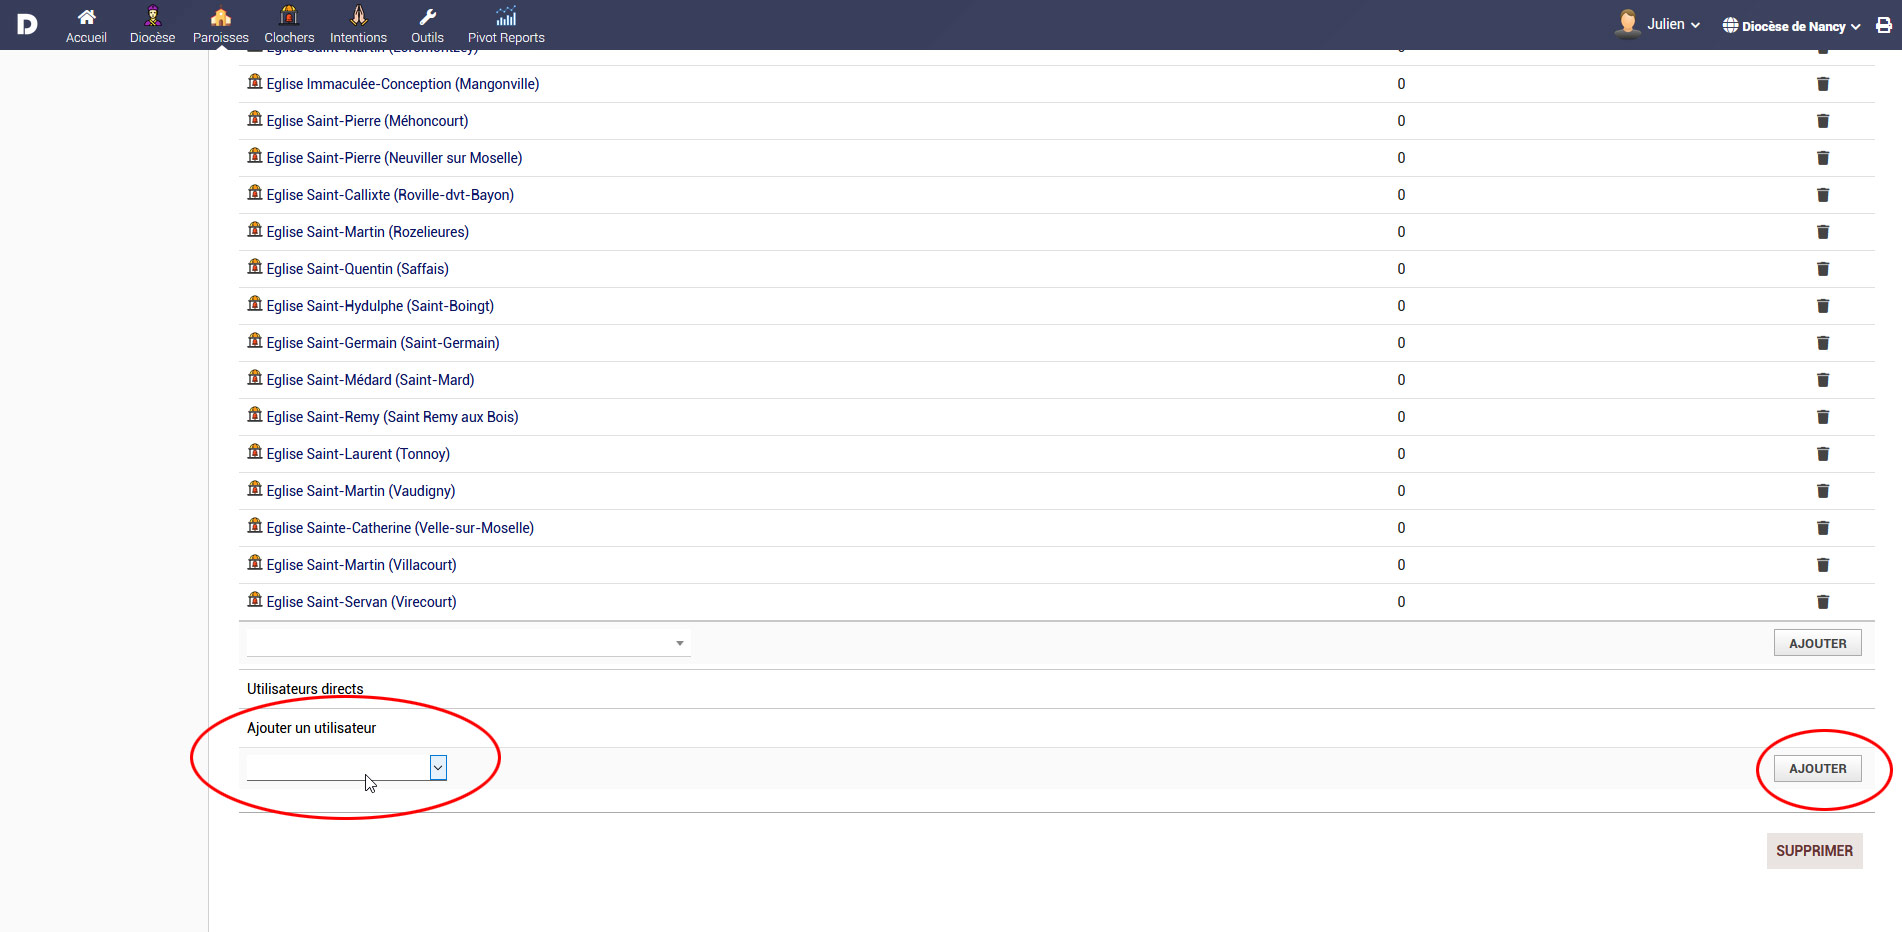 D
Accueil Diocèse Paroisses Clochers Intentions Outils Pivot Reports Julien Diocèse de Nancy
Eglise Immaculée-Conception (Mangonville) 0
Eglise Saint-Pierre (Méhoncourt) 0
Eglise Saint-Pierre (Neuviller sur Moselle) 0
Eglise Saint-Callixte (Roville-dvt-Bayon) 0
Eglise Saint-Martin (Rozelieures) 0
Eglise Saint-Quentin (Saffais) 0
Eglise Saint-Hydulphe (Saint-Boingt) 0
Eglise Saint-Germain (Saint-Germain) 0
Eglise Saint-Médard (Saint-Mard) 0
Eglise Saint-Remy (Saint Remy aux Bois) 0
Eglise Saint-Laurent (Tonnoy) 0
Eglise Saint-Martin (Vaudigny) 0
Eglise Sainte-Catherine (Velle-sur-Moselle) 0
Eglise Saint-Martin (Villacourt) 0
Eglise Saint-Servan (Virecourt) 0
AJOUTER
Utilisateurs directs
Ajouter un utilisateur
AJOUTER
SUPPRIMER